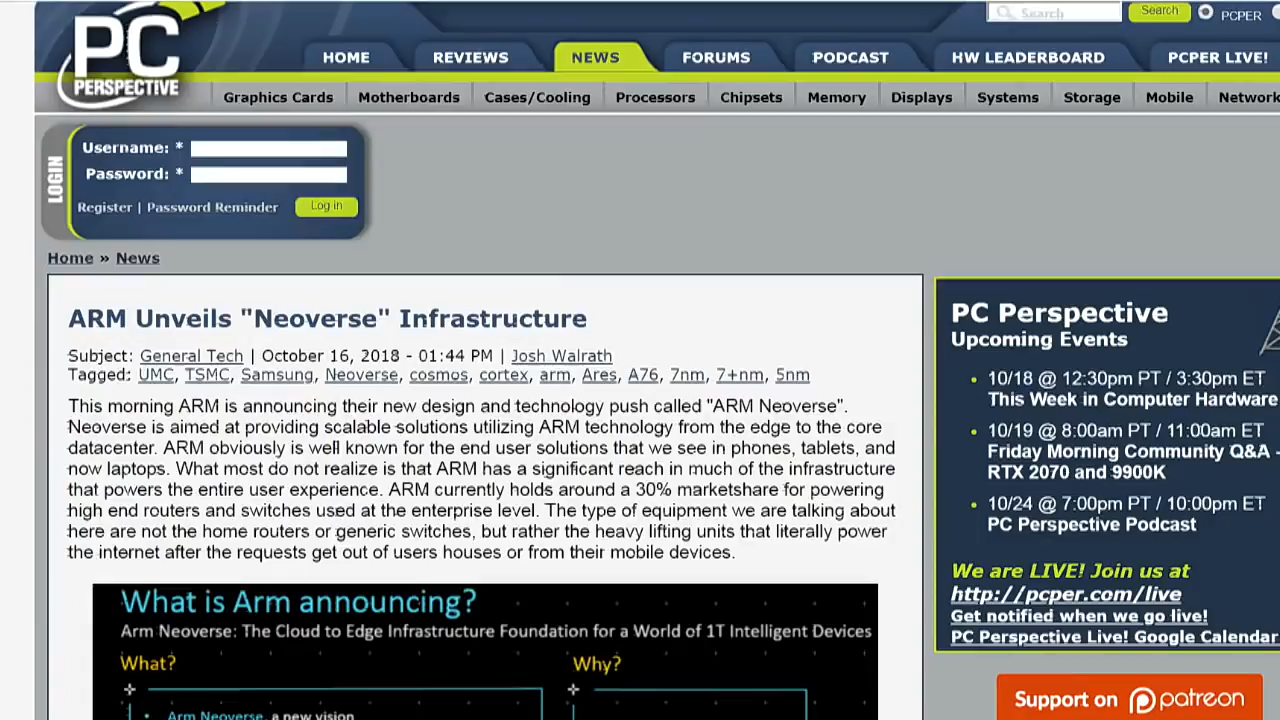 Search
Search
PCPER
PC
PERSPECTIVE
HOME
REVIEWS
NEWS
FORUMS
PODCAST
HW LEADERBOARD
PCPER LIVE!
Graphics Cards
Motherboards
Cases/Cooling
Processors
Chipsets
Memory
Displays
Systems
Storage
Mobile
Network
LOGIN
Username: *
Password: *
Register | Password Reminder
Log in
Home » News
ARM Unveils "Neoverse" Infrastructure
Subject: General Tech | October 16, 2018 - 01:44 PM | Josh Walrath
Tagged: UMC, TSMC, Samsung, Neoverse, cosmos, cortex, arm, Ares, A76, 7nm, 7+nm, 5nm
This morning ARM is announcing their new design and technology push called "ARM Neoverse".
Neoverse is aimed at providing scalable solutions utilizing ARM technology from the edge to the core
datacenter. ARM obviously is well known for the end user solutions that we see in phones, tablets, and
now laptops. What most do not realize is that ARM has a significant reach in much of the infrastructure
that powers the entire user experience. ARM currently holds around a 30% marketshare for powering
high end routers and switches used at the enterprise level. The type of equipment we are talking about
here are not the home routers or generic switches, but rather the heavy lifting units that literally power
the internet after the requests get out of users houses or from their mobile devices.
What is Arm announcing?
Arm Neoverse: The Cloud to Edge Infrastructure Foundation for a World of 1T Intelligent Devices
What?
Why?
• Arm Neoverse, a new vision
PC Perspective
Upcoming Events
• 10/18 @ 12:30pm PT / 3:30pm ET
This Week in Computer Hardware
• 10/19 @ 8:00am PT / 11:00am ET
Friday Morning Community Q&A -
RTX 2070 and 9900K
• 10/24 @ 7:00pm PT / 10:00pm ET
PC Perspective Podcast
We are LIVE! Join us at
http://pcper.com/live
Get notified when we go live!
PC Perspective Live! Google Calendar
Support on patreon